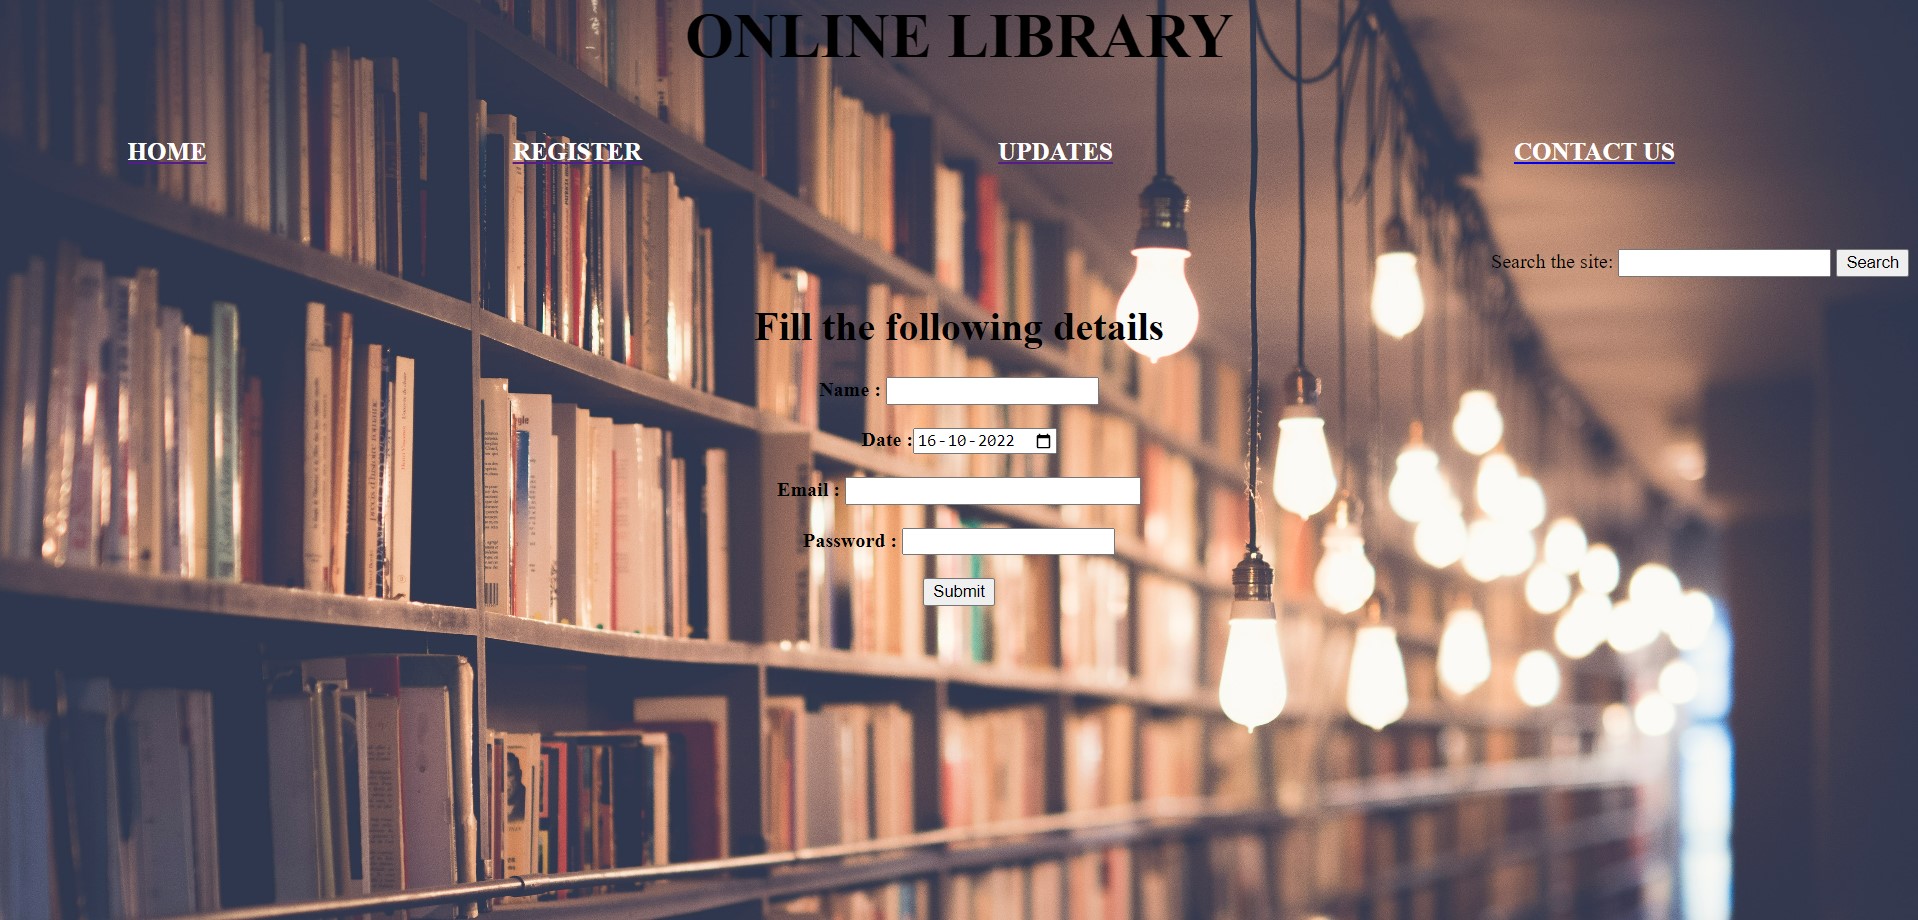 ONLINE LIBRARY
HOME REGISTER UPDATES CONTACT US
Search the site: Search
Fill the following details
Name :
Date : 16-10-2022
Email :
Password :
Submit